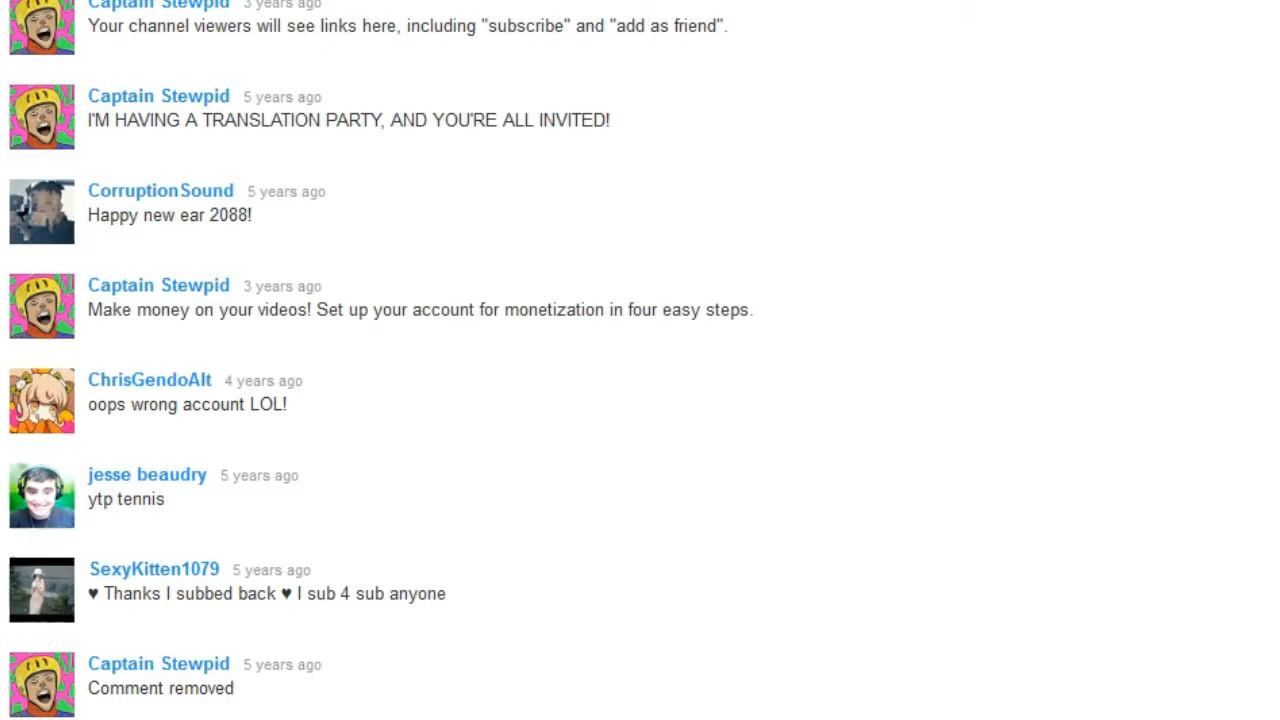 Captain Stewpid 3 years ago
Your channel viewers will see links here, including "subscribe" and "add as friend".
Captain Stewpid 5 years ago
I'M HAVING A TRANSLATION PARTY, AND YOU'RE ALL INVITED!
CorruptionSound 5 years ago
Happy new ear 2088!
Captain Stewpid 3 years ago
Make money on your videos! Set up your account for monetization in four easy steps.
ChrisGendoAlt 4 years ago
oops wrong account LOL!
jesse beaudry 5 years ago
ytp tennis
SexyKitten1079 5 years ago
♥ Thanks I subbed back ♥ I sub 4 sub anyone
Captain Stewpid 5 years ago
Comment removed